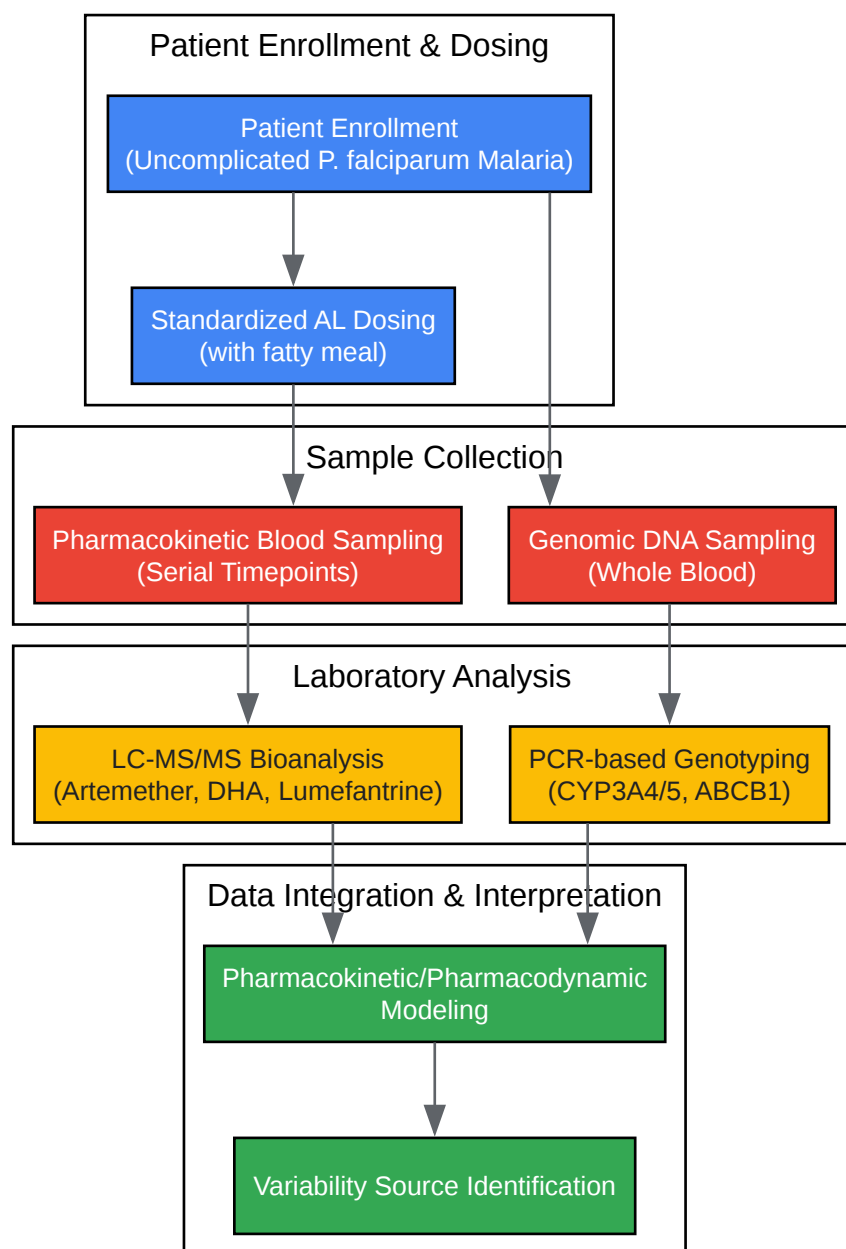 Patient Enrollment & Dosing
Patient Enrollment
(Uncomplicated P. falciparum Malaria)
Standardized AL Dosing
(with fatty meal)
Sample Collection
Pharmacokinetic Blood Sampling
(Serial Timepoints)
Genomic DNA Sampling
(Whole Blood)
Laboratory Analysis
LC-MS/MS Bioanalysis
(Artemether, DHA, Lumefantrine)
PCR-based Genotyping
(CYP3A4/5, ABCB1)
Data Integration & Interpretation
Pharmacokinetic/Pharmacodynamic
Modeling
Variability Source Identification